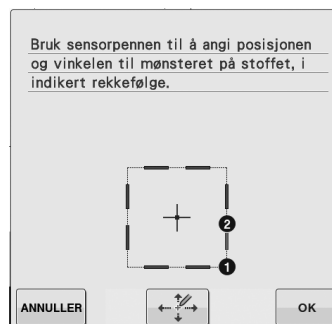 Bruk sensorpennen til å angi posisjonen
og vinkelen til mønsteret på stoffet, i
indikert rekkefølge.
2
1
ANNULLER
OK